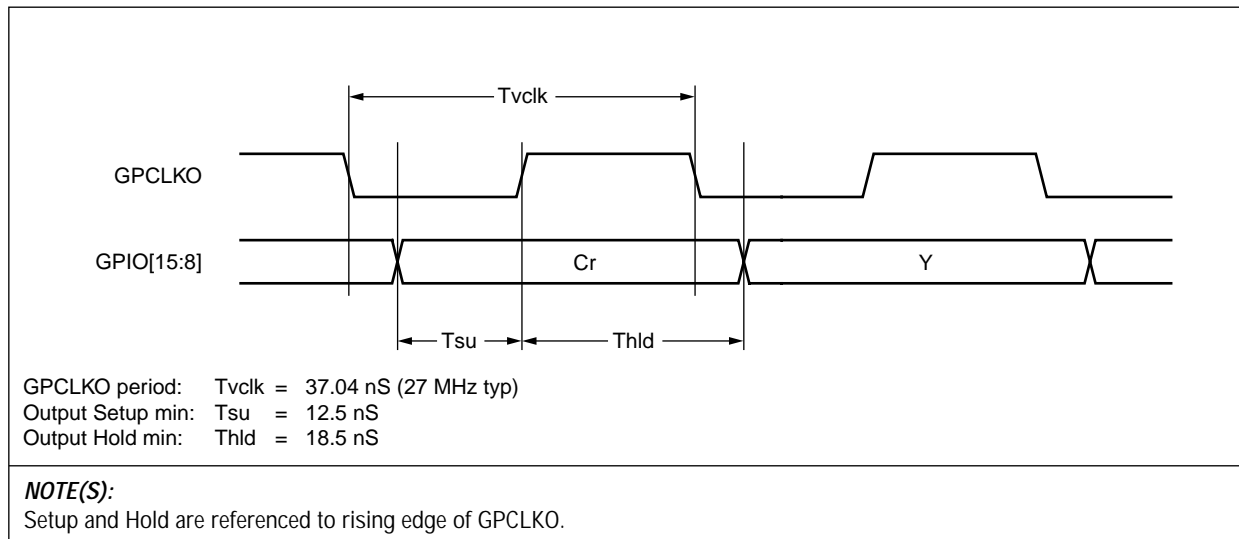 Tvclk
GPCLKO
GPIO[15:8]
Cr
Y
Tsu
Thld
GPCLKO period: Tvclk = 37.04 nS (27 MHz typ)
Output Setup min: Tsu = 12.5 nS
Output Hold min: Thld = 18.5 nS
NOTE(S):
Setup and Hold are referenced to rising edge of GPCLKO.